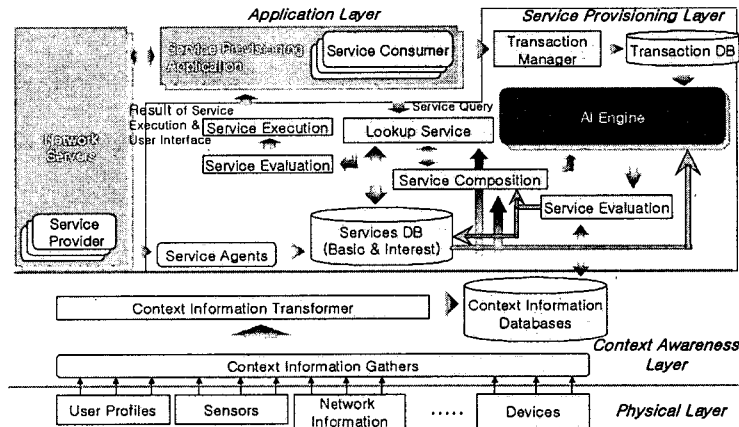 Application Layer
Service Provisioning Layer
Service Provisioning
Application
Service Consumer
Transaction
Manager
Transaction DB
Network
Servers
Result of Service
Execution &
User Interface
Service Execution
Service Query
Lookup Service
AI Engine
Service Evaluation
Service Composition
Service Evaluation
Service
Provider
Service Agents
Services DB
(Basic & Interest)
Context Information Transformer
Context Information
Databases
Context Awareness
Layer
Context Information Gathers
User Profiles
Sensors
Network
Information
.....
Devices
Physical Layer